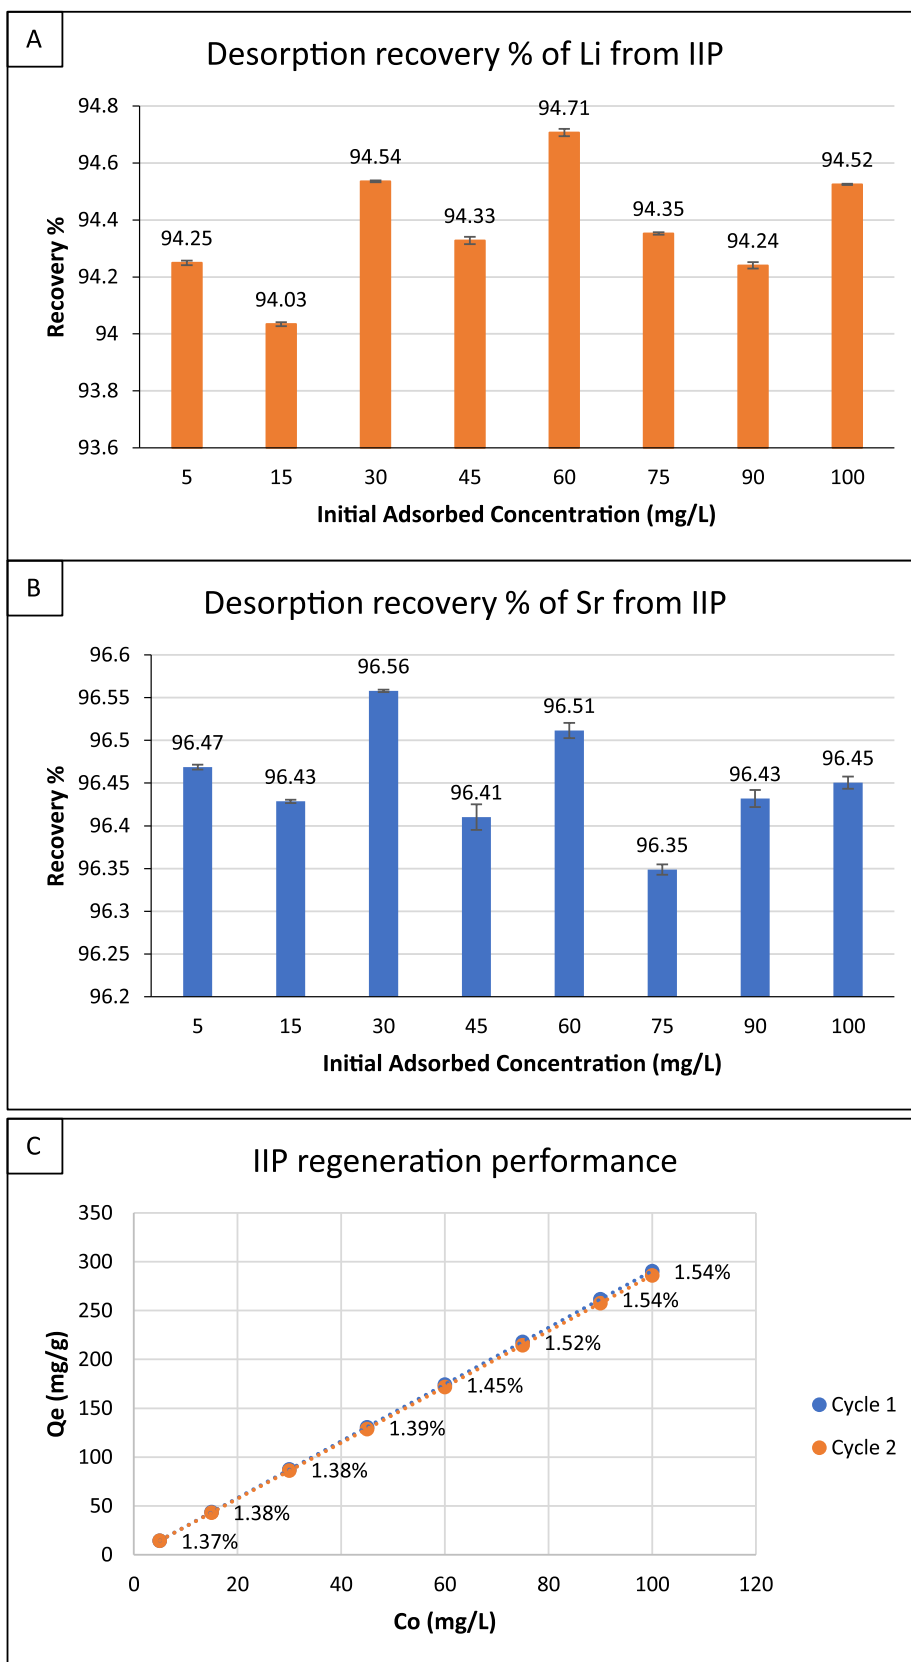 A
Desorption recovery % of Li from IIP
94.8
94.6
94.4
94.2
94
93.8
93.6
Recovery %
94.25
94.03
94.54
94.33
94.71
94.35
94.24
94.52
5 15 30 45 60 75 90 100
Initial Adsorbed Concentration (mg/L)
B
Desorption recovery % of Sr from IIP
96.6
96.55
96.5
96.45
96.4
96.35
96.3
96.25
96.2
Recovery %
96.47
96.43
96.56
96.41
96.51
96.35
96.43
96.45
5 15 30 45 60 75 90 100
Initial Adsorbed Concentration (mg/L)
C
IIP regeneration performance
350
300
250
200
150
100
50
0
Qe (mg/g)
1.37%
1.38%
1.38%
1.39%
1.45%
1.52%
1.54%
1.54%
0 20 40 60 80 100 120
Co (mg/L)
Cycle 1
Cycle 2